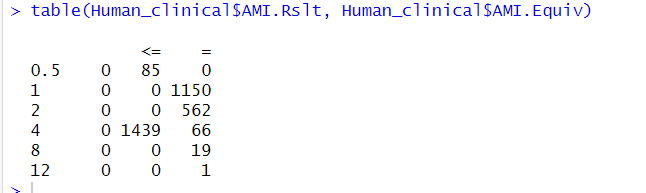 > table(Human_clinical$AMI.Rslt, Human_clinical$AMI.Equiv)
<= =
0.5 0 85 0
1 0 0 1150
2 0 0 562
4 0 1439 66
8 0 0 19
12 0 0 1
>